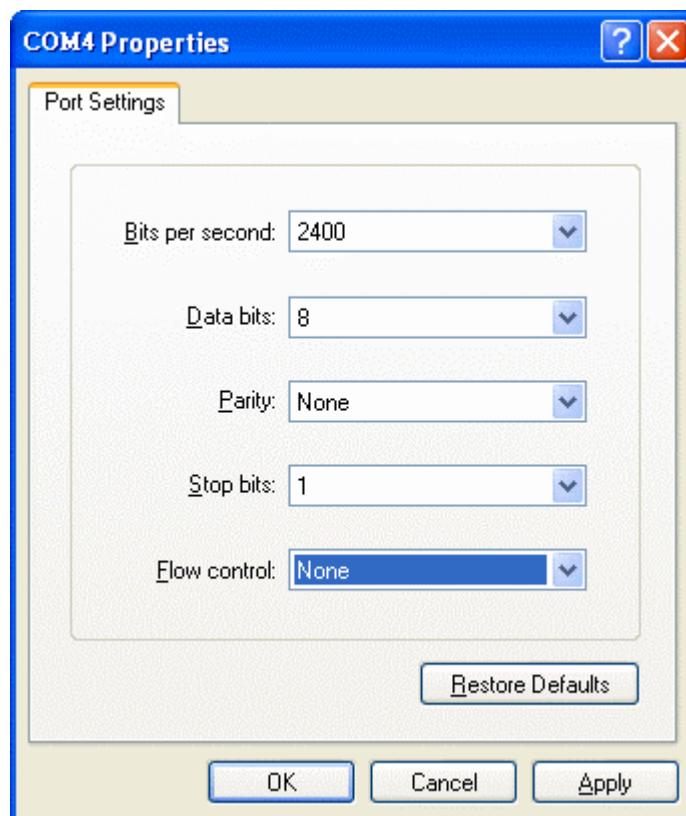 COM4 Properties
Port Settings
Bits per second: 2400
Data bits: 8
Parity: None
Stop bits: 1
Flow control: None
Restore Defaults
OK Cancel Apply